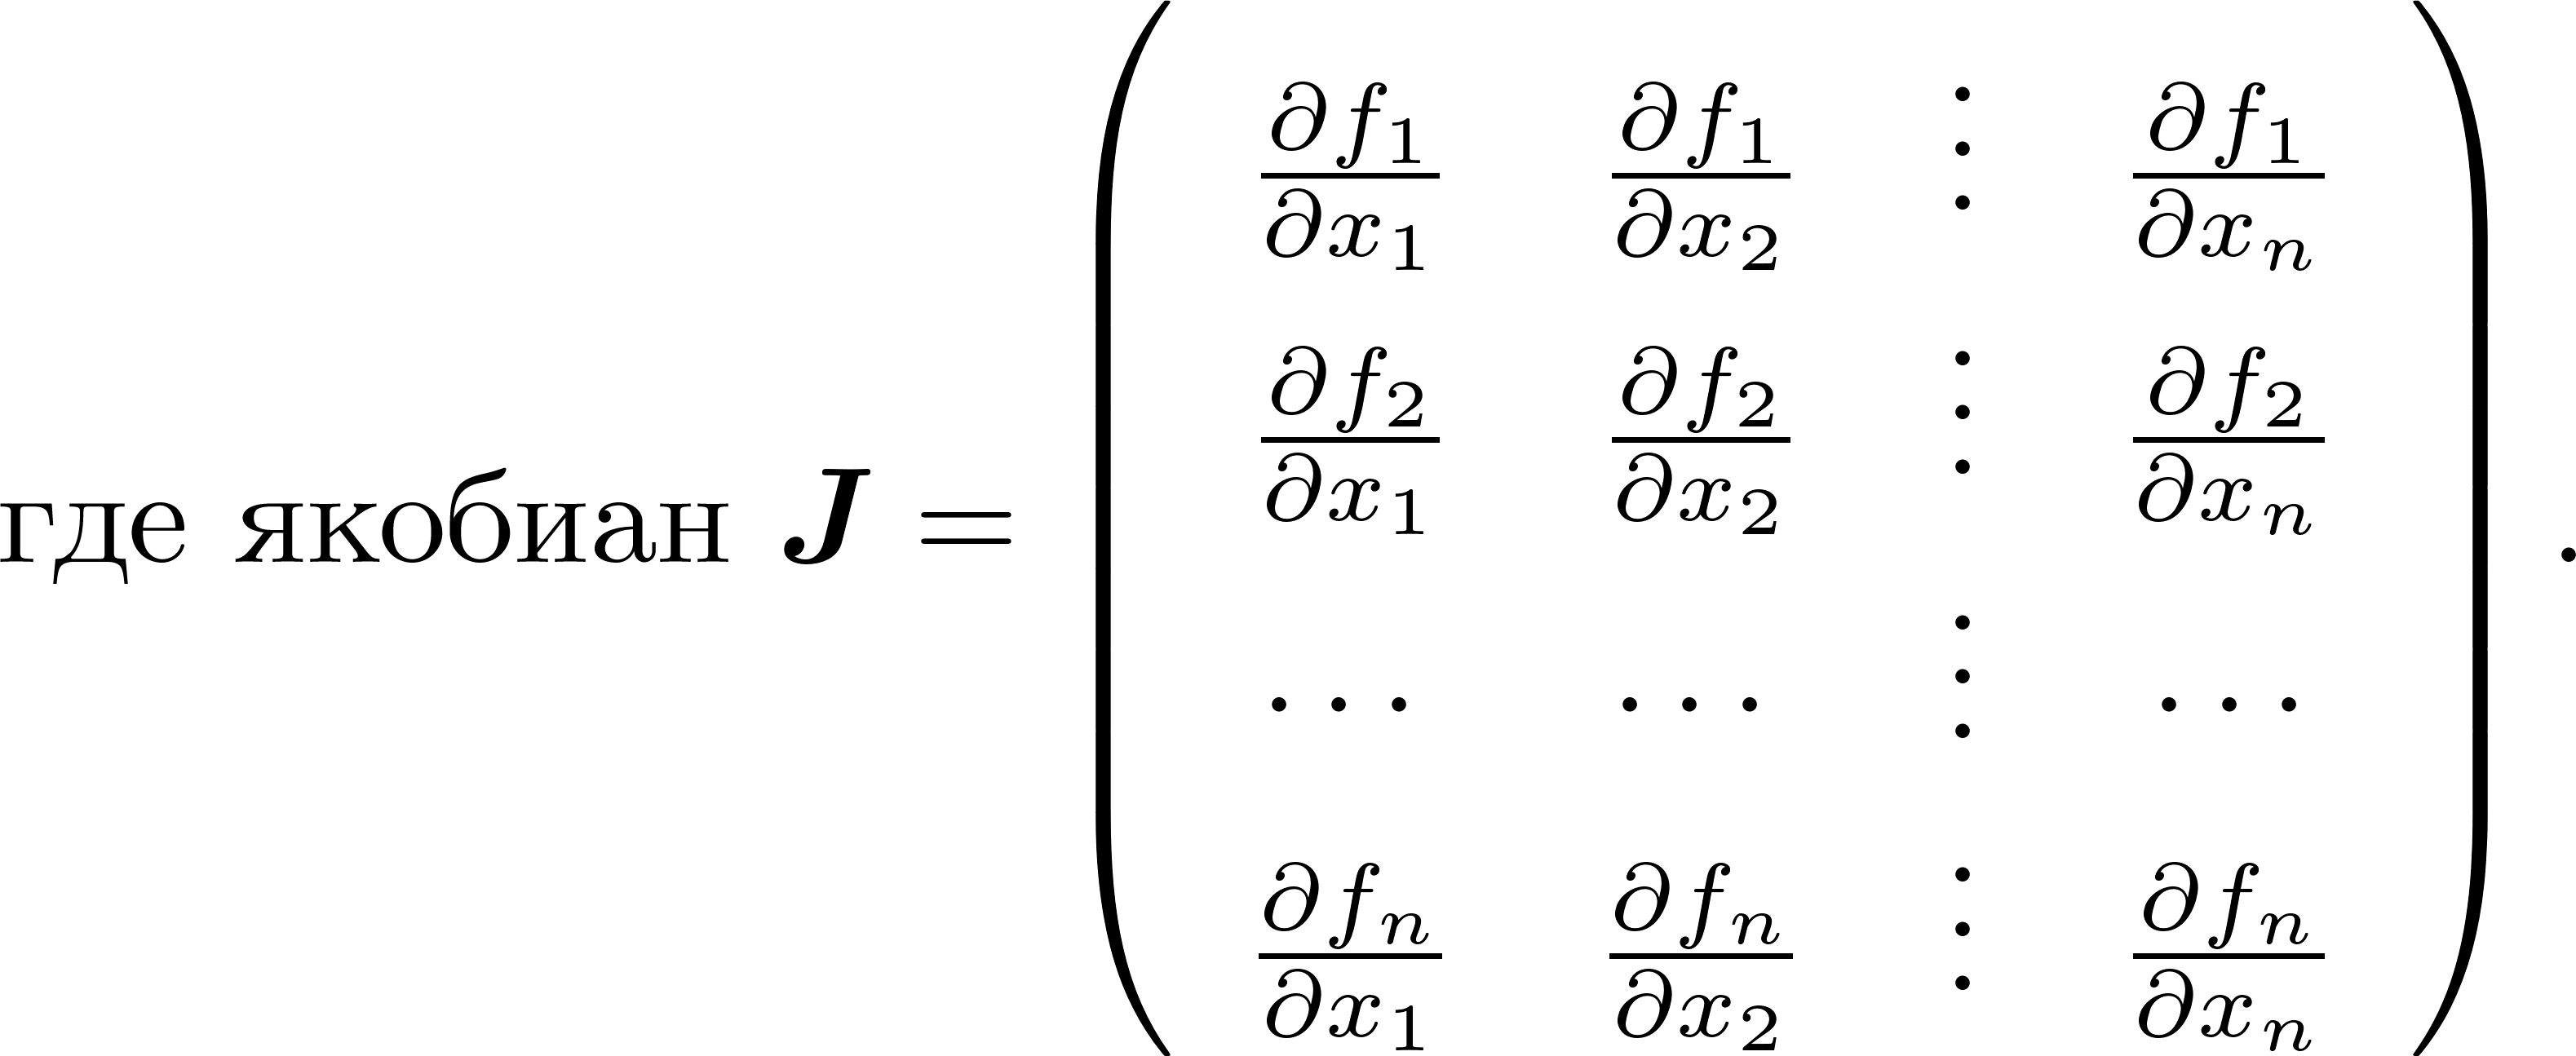 ∂f₁/∂x₁ ∂f₁/∂x₂ ⋮ ∂f₁/∂xₙ
∂f₂/∂x₁ ∂f₂/∂x₂ ⋮ ∂f₂/∂xₙ
где якобиан J = ( ) .
… … ⋮ …
∂fₙ/∂x₁ ∂fₙ/∂x₂ ⋮ ∂fₙ/∂xₙ